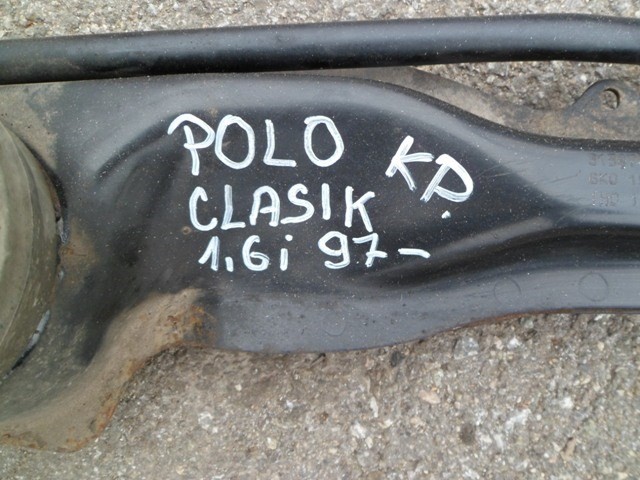 POLO KP.
CLASIK
1,6i 97-